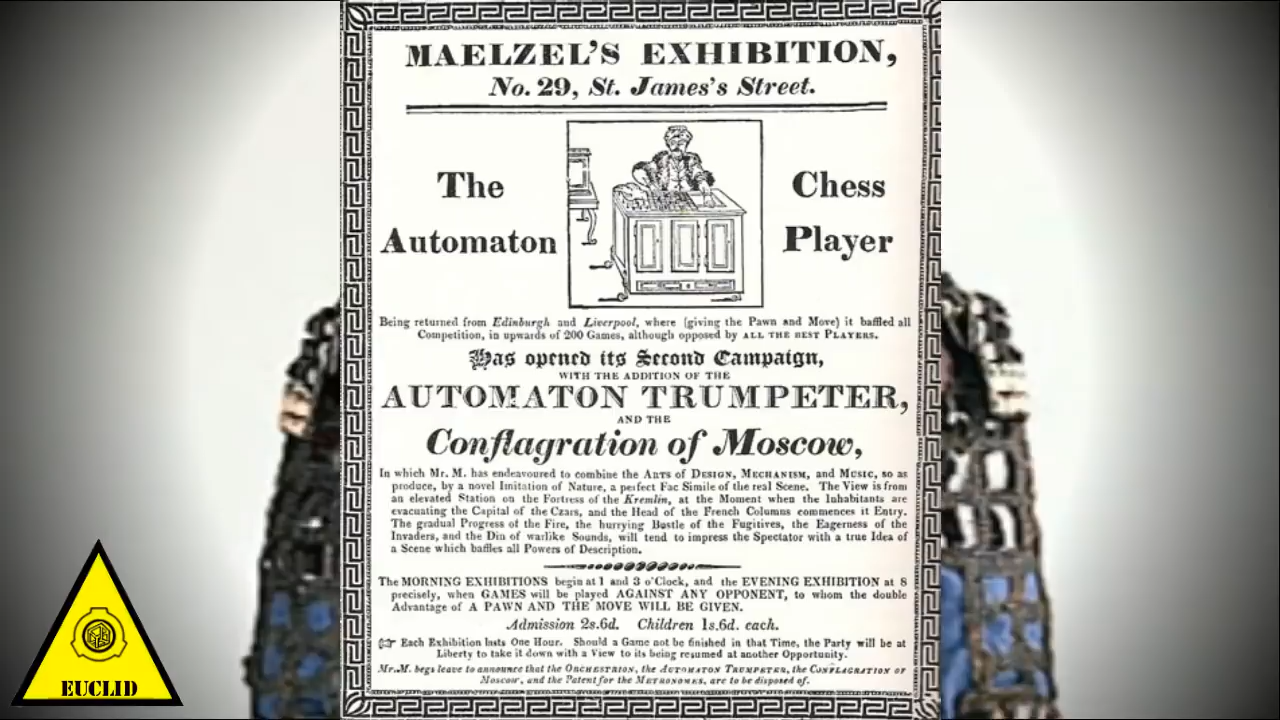 MAELZEL'S EXHIBITION,
No. 29, St. James's Street.
The Automaton
Chess Player
Being returned from Edinburgh and Liverpool, where (giving the Pawn and Move) it baffled all
Competition, in upwards of 200 Games, although opposed by ALL THE BEST PLAYERS.
Has opened its Second Campaign,
WITH THE ADDITION OF THE
AUTOMATON TRUMPETER,
AND THE
Conflagration of Moscow,
In which Mr. M. has endeavoured to combine the ARTS of DESIGN, MECHANISM, and MUSIC, so as
produce, by a novel Imitation of Nature, a perfect Fac Simile of the real Scene. The View is from
an elevated Station on the Fortress of the Kremlin, at the Moment when the Inhabitants are
evacuating the Capital of the Czars, and the Head of the French Columns commences it Entry.
The gradual Progress of the Fire, the hurrying Bustle of the Fugitives, the Eagerness of the
Invaders, and the Din of warlike Sounds, will tend to impress the Spectator with a true Idea of
a Scene which baffles all Powers of Description.
The MORNING EXHIBITIONS begin at 1 and 3 o'Clock, and the EVENING EXHIBITION at 8
precisely, when GAMES will be played AGAINST ANY OPPONENT, to whom the double
Advantage of A PAWN AND THE MOVE WILL BE GIVEN.
Admission 2s.6d. Children 1s.6d. each.
Each Exhibition lasts One Hour. Should a Game not be finished in that Time, the Party will be at
Liberty to take it down with a View to its being resumed at another Opportunity.
Mr. M. begs leave to announce that the ORCHESTRION, the AUTOMATON TRUMPETER, the CONFLAGRATION OF
Moscow, and the Patent for the METRONOMES, are to be disposed of.
EUCLID